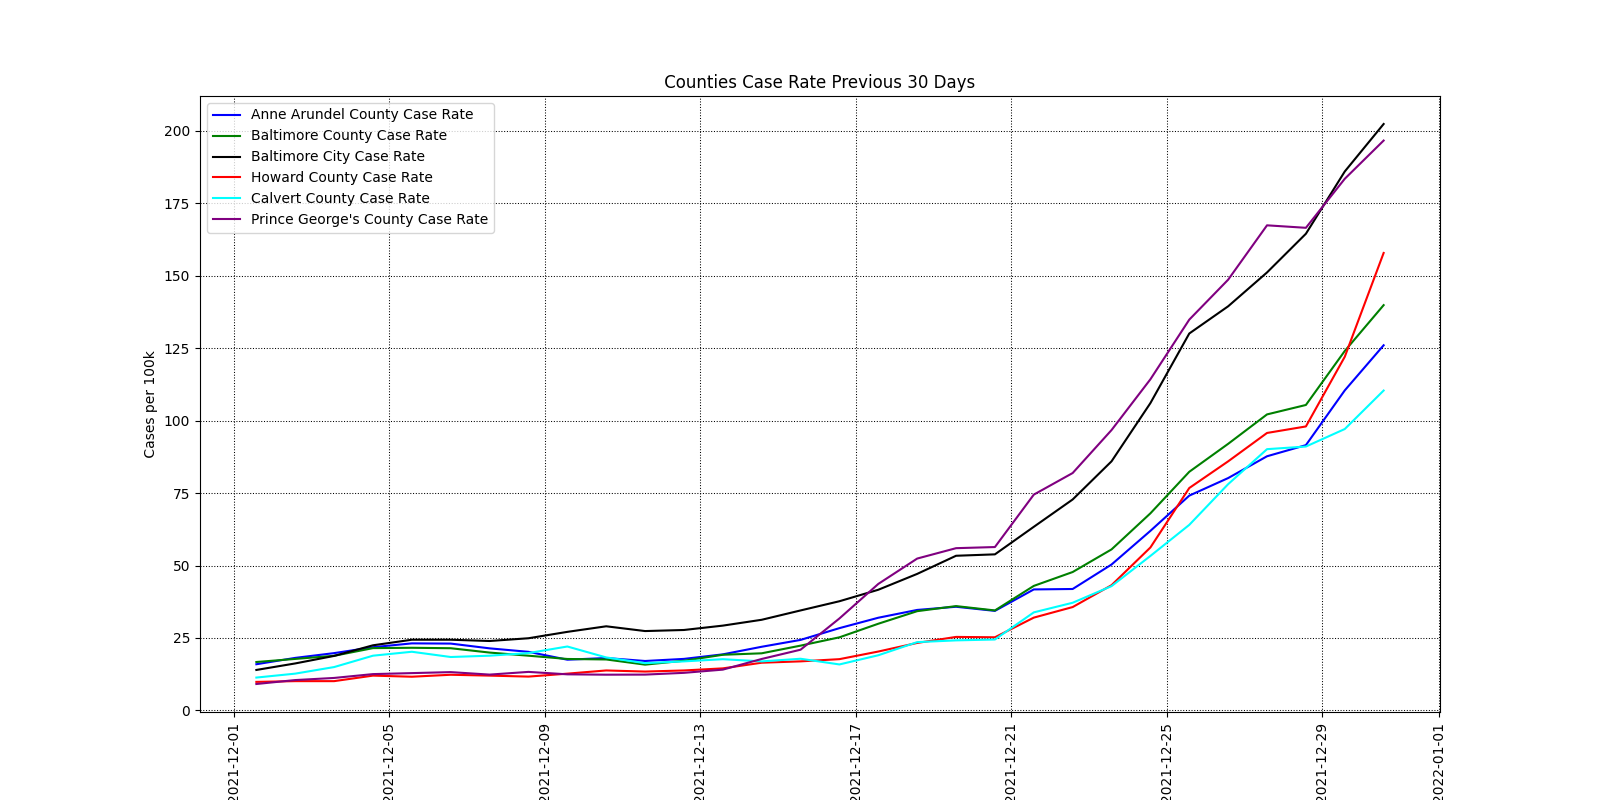 Counties Case Rate Previous 30 Days
Anne Arundel County Case Rate
Baltimore County Case Rate
Baltimore City Case Rate
Howard County Case Rate
Calvert County Case Rate
Prince George's County Case Rate
200
175
150
125
100
75
50
25
0
Cases per 100k
2021-12-01
2021-12-05
2021-12-09
2021-12-13
2021-12-17
2021-12-21
2021-12-25
2021-12-29
2022-01-01